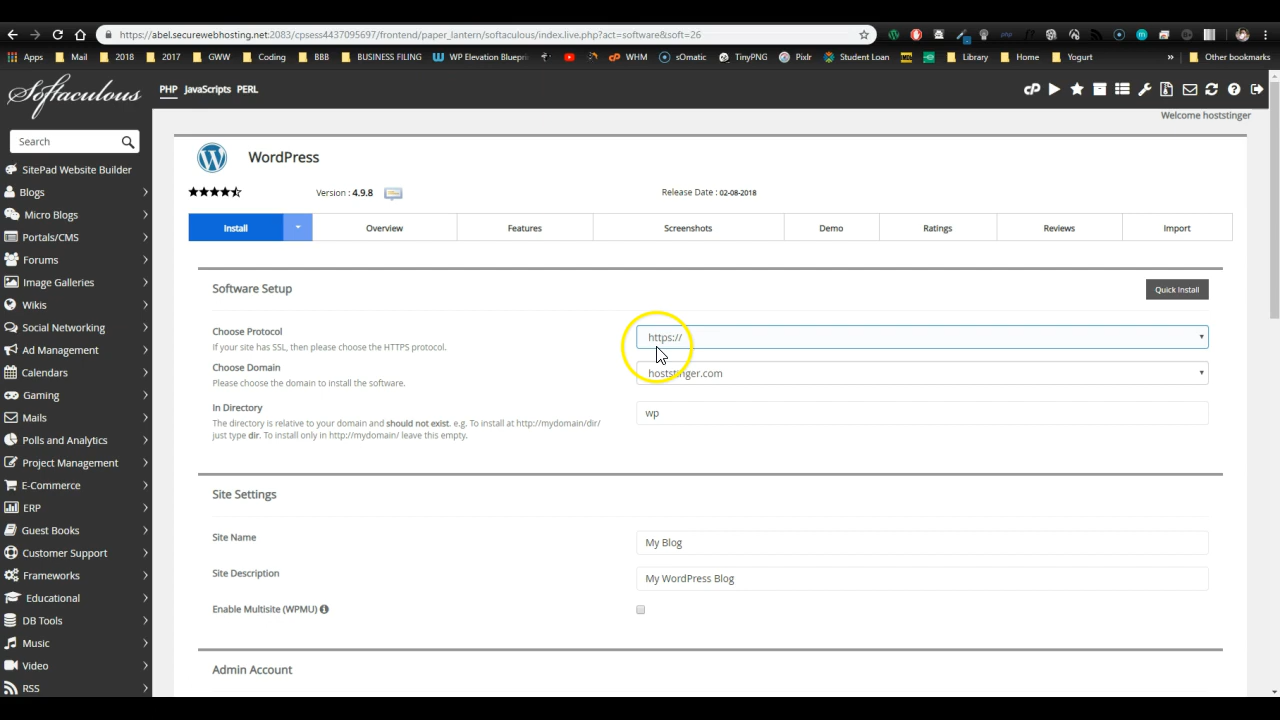 https://abel.securewebhosting.net:2083/cpsess4437095697/frontend/paper_lantern/softaculous/index.live.php?act=software&soft=26
Apps Mail 2018 2017 GWW Coding BBB BUSINESS FILING WP Elevation Bluepri WHM sOmatic TinyPNG Pixlr Student Loan Library Home Yogurt » Other bookmarks
Softaculous
PHP JavaScripts PERL
Welcome hoststinger
Search
SitePad Website Builder
Blogs
Micro Blogs
Portals/CMS
Forums
Image Galleries
Wikis
Social Networking
Ad Management
Calendars
Gaming
Mails
Polls and Analytics
Project Management
E-Commerce
ERP
Guest Books
Customer Support
Frameworks
Educational
DB Tools
Music
Video
RSS
WordPress
Version : 4.9.8
Release Date : 02-08-2018
Install Overview Features Screenshots Demo Ratings Reviews Import
Software Setup
Quick Install
Choose Protocol
If your site has SSL, then please choose the HTTPS protocol.
https://
Choose Domain
Please choose the domain to install the software.
hoststinger.com
In Directory
The directory is relative to your domain and should not exist. e.g. To install at http://mydomain/dir/
just type dir. To install only in http://mydomain/ leave this empty.
wp
Site Settings
Site Name
My Blog
Site Description
My WordPress Blog
Enable Multisite (WPMU)
Admin Account